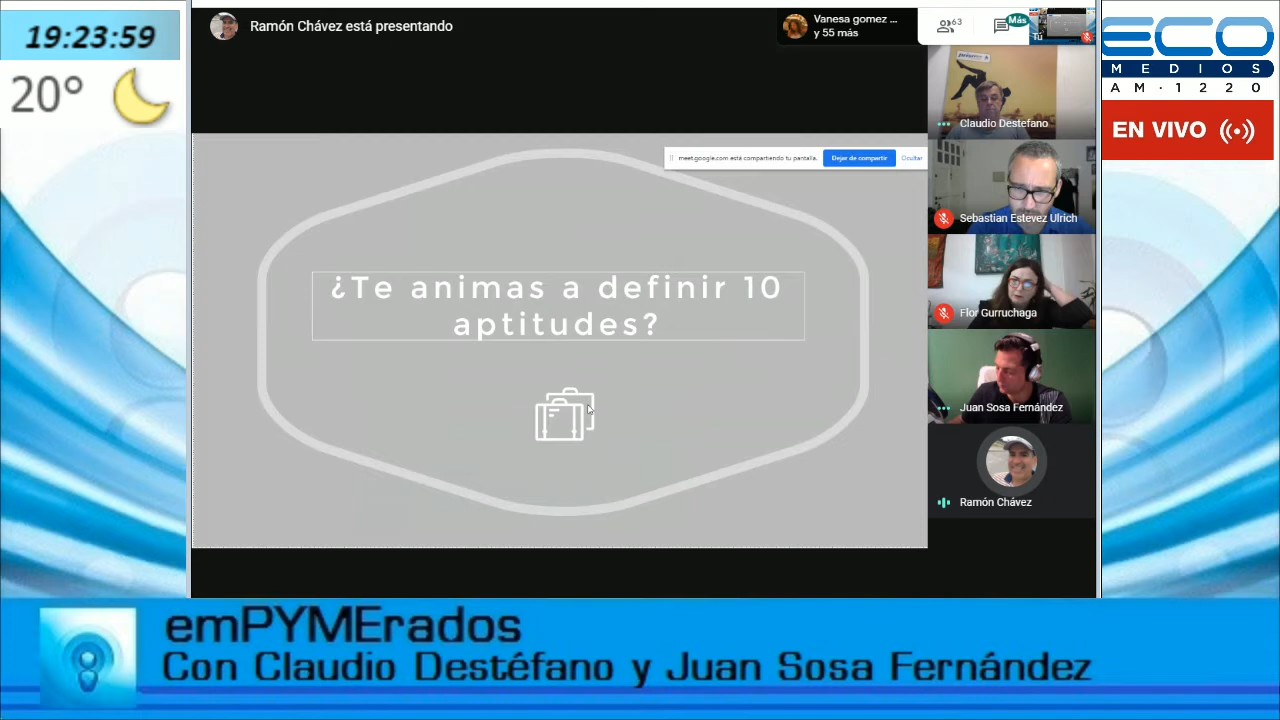 19:23:59
20°
Ramón Chávez está presentando
Vanesa gomez ...
y 55 más
63
Más
Tú
ECO
MEDIOS
AM·1220
EN VIVO
Claudio Destefano
meet.google.com está compartiendo tu pantalla.
Dejar de compartir
Ocultar
Sebastian Estevez Ulrich
¿Te animas a definir 10
aptitudes?
Flor Gurruchaga
Juan Sosa Fernández
Ramón Chávez
emPYMErados
Con Claudio Destéfano y Juan Sosa Fernández